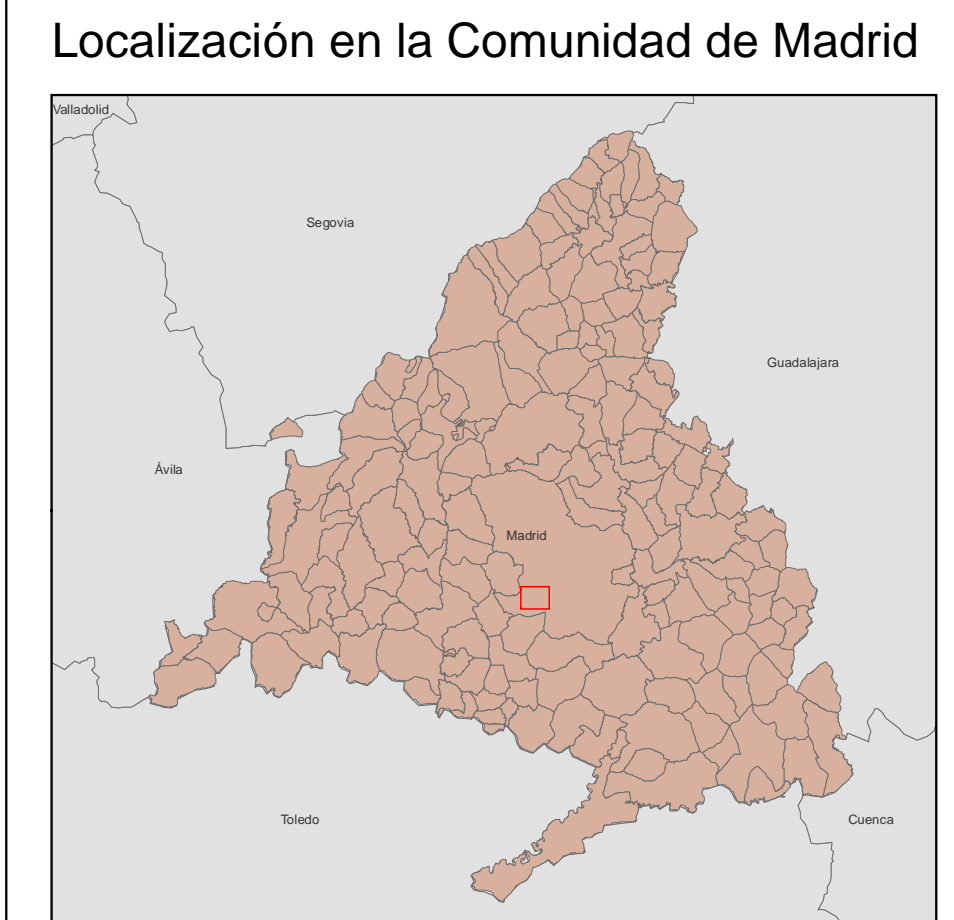 Localización en la Comunidad de Madrid
Valladolid
Segovia
Guadalajara
Ávila
Madrid
Toledo
Cuenca